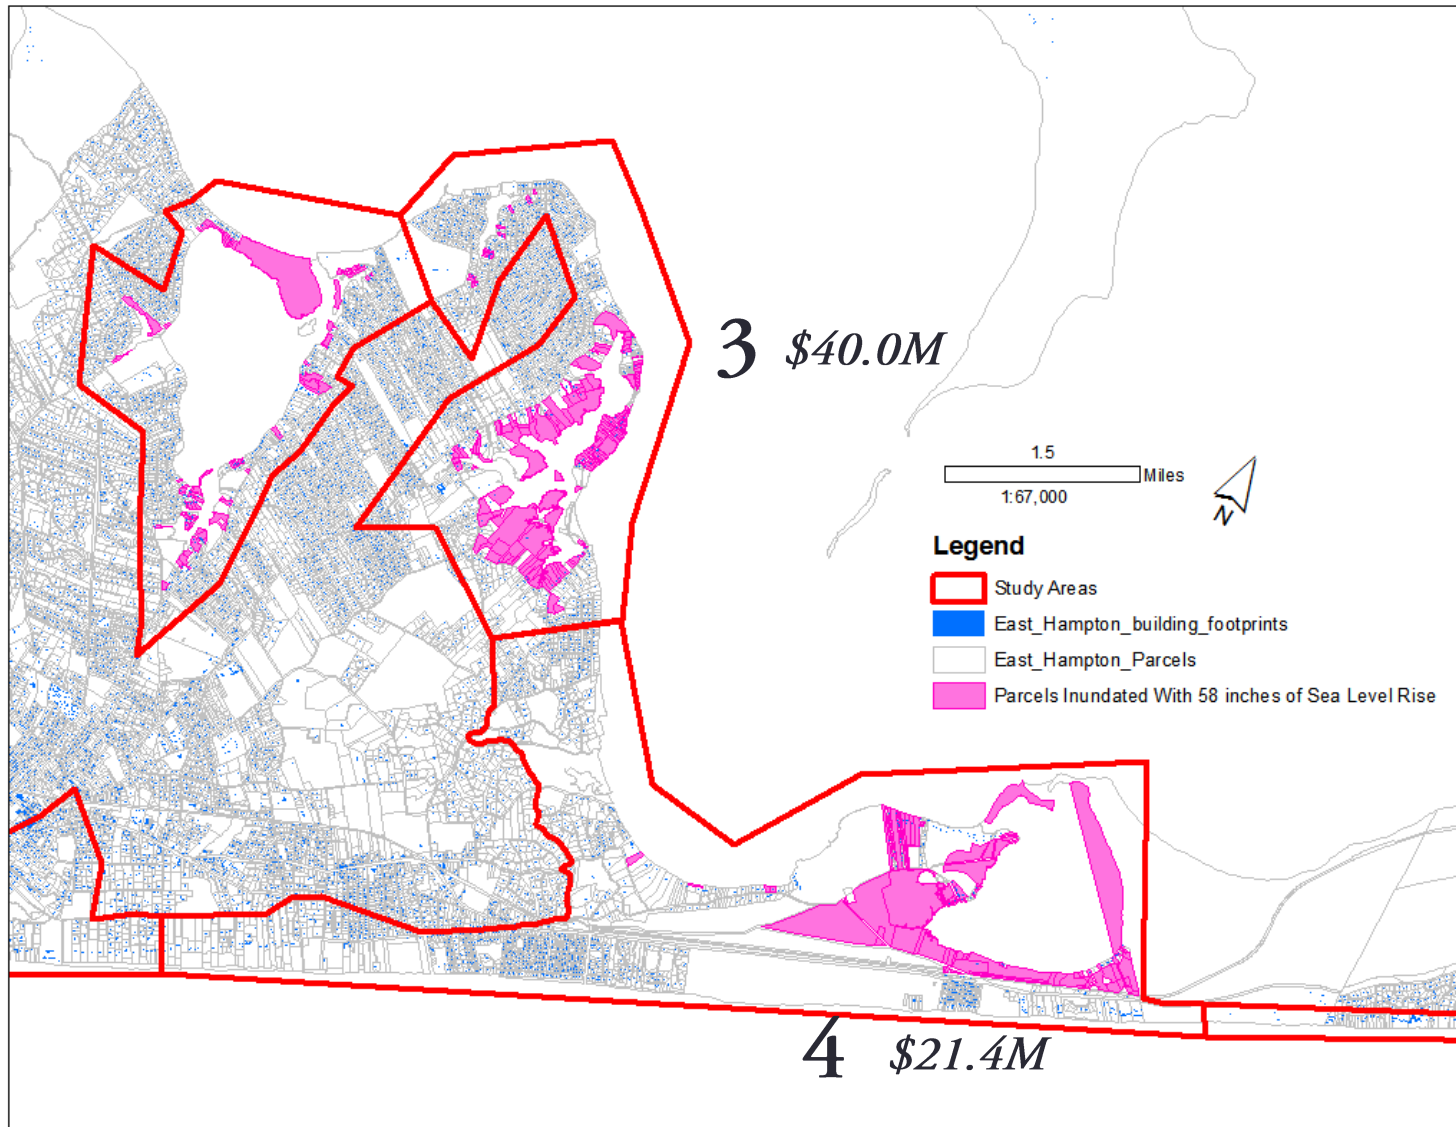 3 $40.0M
1.5
Miles
1:67,000
N
Legend
Study Areas
East_Hampton_building_footprints
East_Hampton_Parcels
Parcels Inundated With 58 inches of Sea Level Rise
4 $21.4M